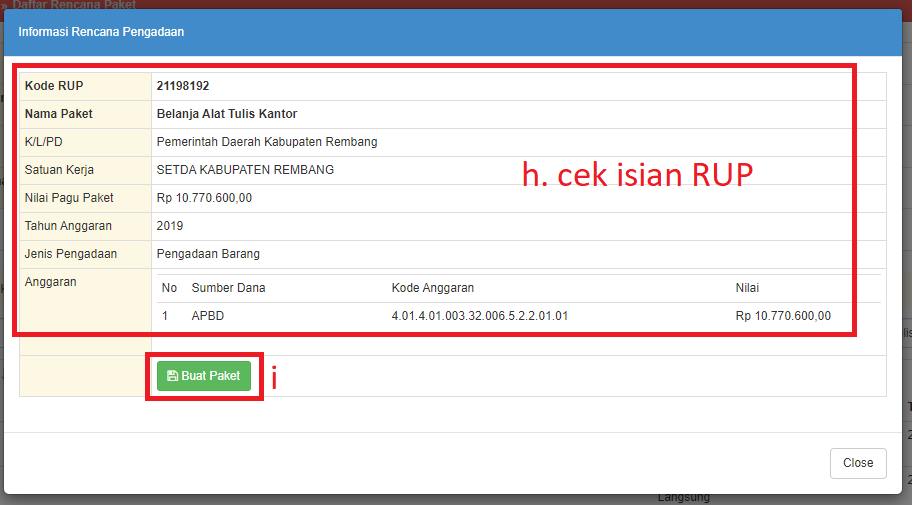 » Daftar Rencana Paket
Informasi Rencana Pengadaan
Kode RUP 21198192
Nama Paket Belanja Alat Tulis Kantor
K/L/PD Pemerintah Daerah Kabupaten Rembang
Satuan Kerja SETDA KABUPATEN REMBANG
h. cek isian RUP
Nilai Pagu Paket Rp 10.770.600,00
Tahun Anggaran 2019
Jenis Pengadaan Pengadaan Barang
Anggaran
No Sumber Dana Kode Anggaran Nilai
1 APBD 4.01.4.01.003.32.006.5.2.2.01.01 Rp 10.770.600,00
Buat Paket i
Close
Langsung